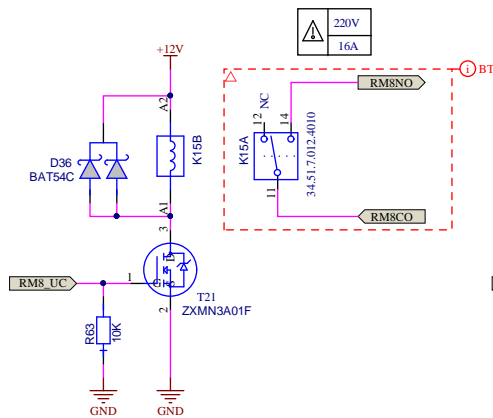 220V
16A
+12V
BT
RM8NO
A2
12
NC
14
K15A
34.51.7.012.4010
K15B
D36
BAT54C
11
A1
RM8CO
3
D
RM8_UC
1
G
S
T21
ZXMN3A01F
2
R63
10K
GND
GND